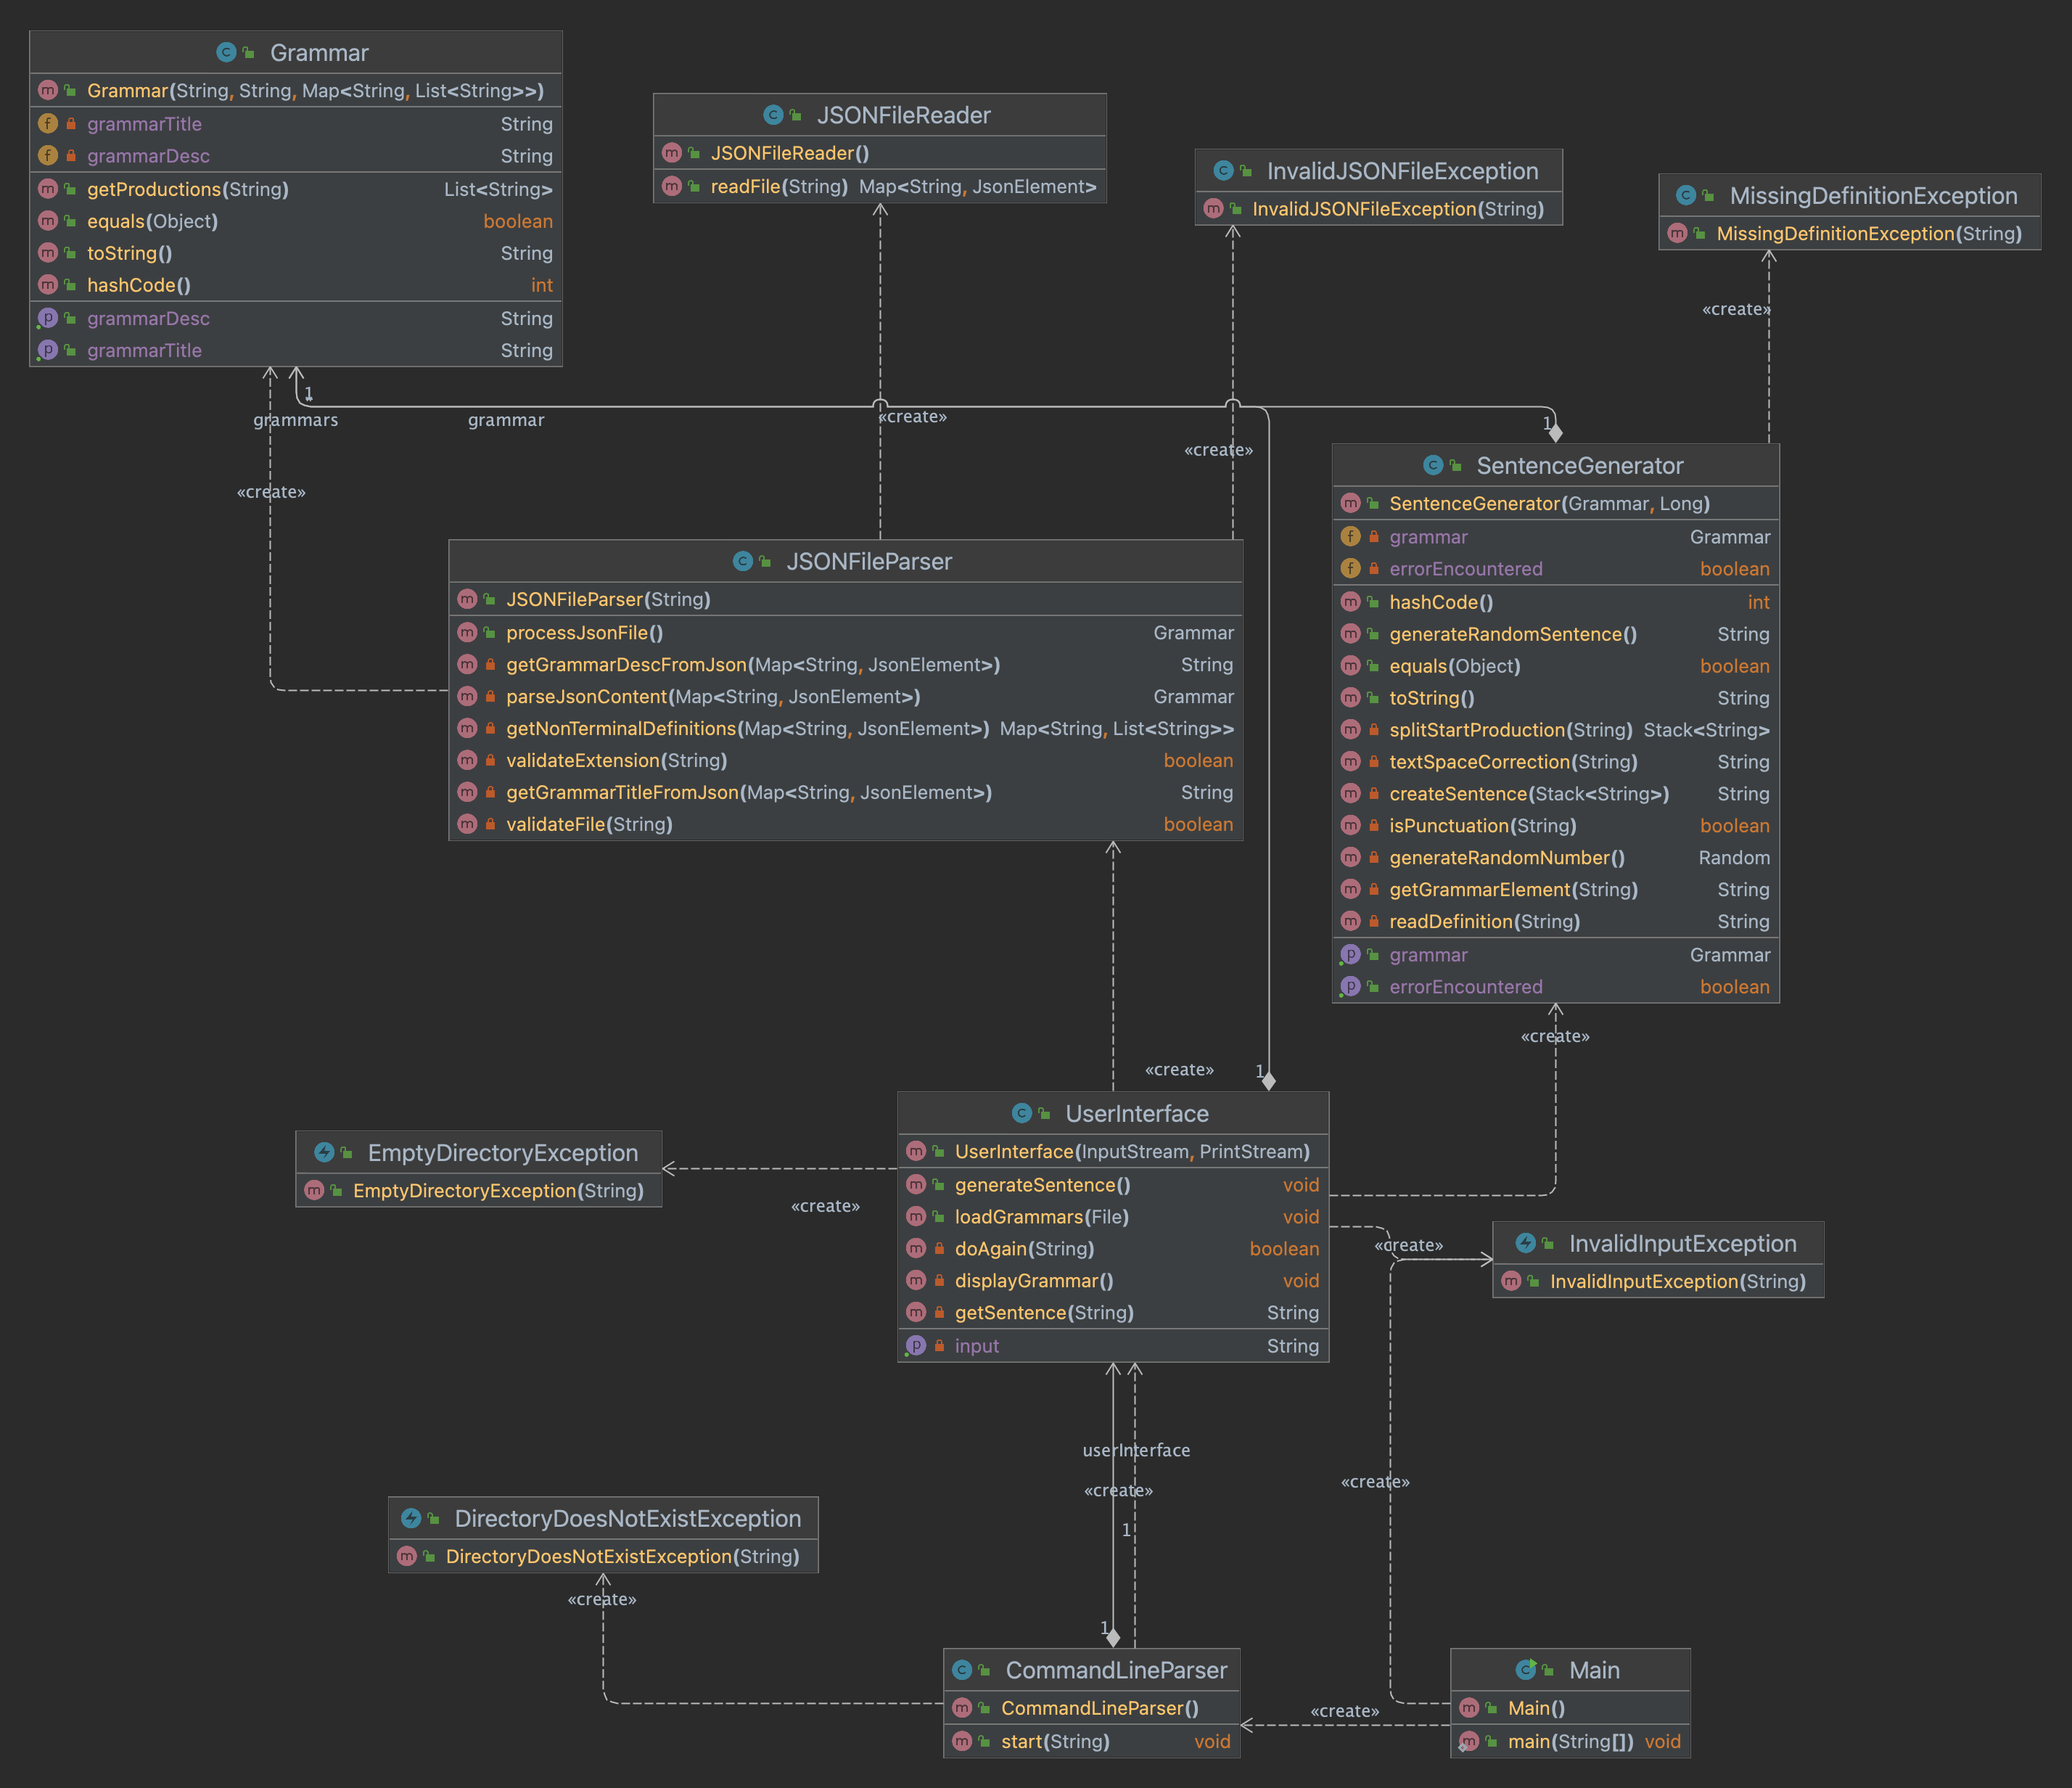 Grammar
Grammar(String, String, Map<String, List<String>>)
grammarTitle String
grammarDesc String
getProductions(String) List<String>
equals(Object) boolean
toString() String
hashCode() int
grammarDesc String
grammarTitle String
JSONFileReader
JSONFileReader()
readFile(String) Map<String, JsonElement>
InvalidJSONFileException
InvalidJSONFileException(String)
MissingDefinitionException
MissingDefinitionException(String)
«create»
1
grammars
grammar
«create»
«create»
«create»
1
SentenceGenerator
SentenceGenerator(Grammar, Long)
grammar Grammar
errorEncountered boolean
hashCode() int
generateRandomSentence() String
equals(Object) boolean
toString() String
splitStartProduction(String) Stack<String>
textSpaceCorrection(String) String
createSentence(Stack<String>) String
isPunctuation(String) boolean
generateRandomNumber() Random
getGrammarElement(String) String
readDefinition(String) String
grammar Grammar
errorEncountered boolean
JSONFileParser
JSONFileParser(String)
processJsonFile() Grammar
getGrammarDescFromJson(Map<String, JsonElement>) String
parseJsonContent(Map<String, JsonElement>) Grammar
getNonTerminalDefinitions(Map<String, JsonElement>) Map<String, List<String>>
validateExtension(String) boolean
getGrammarTitleFromJson(Map<String, JsonElement>) String
validateFile(String) boolean
«create»
«create»
1
UserInterface
UserInterface(InputStream, PrintStream)
generateSentence() void
loadGrammars(File) void
doAgain(String) boolean
displayGrammar() void
getSentence(String) String
input String
EmptyDirectoryException
EmptyDirectoryException(String)
«create»
«create»
InvalidInputException
InvalidInputException(String)
userInterface
«create»
1
«create»
DirectoryDoesNotExistException
DirectoryDoesNotExistException(String)
«create»
1
CommandLineParser
CommandLineParser()
start(String) void
«create»
Main
Main()
main(String[]) void